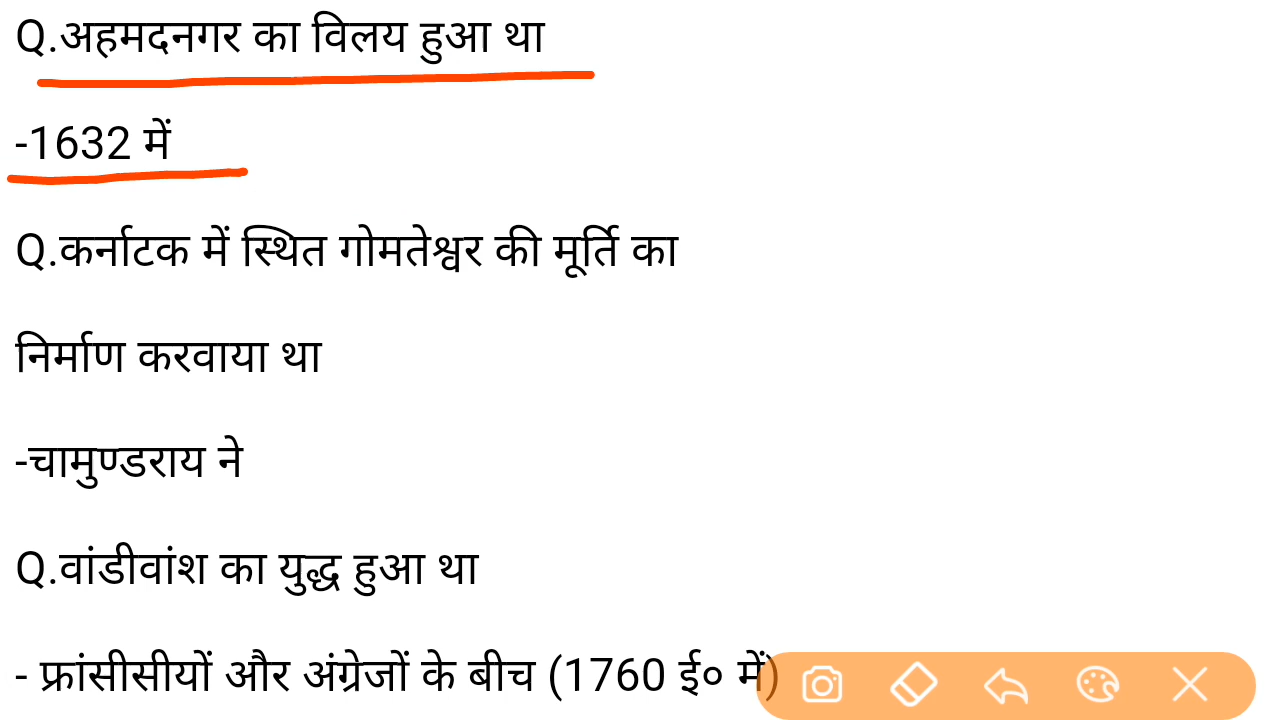 Q.अहमदनगर का विलय हुआ था
-1632 में
Q.कर्नाटक में स्थित गोमतेश्वर की मूर्ति का
निर्माण करवाया था
-चामुण्डराय ने
Q.वांडीवांश का युद्ध हुआ था
- फ्रांसीसीयों और अंग्रेजों के बीच (1760 ई० में)